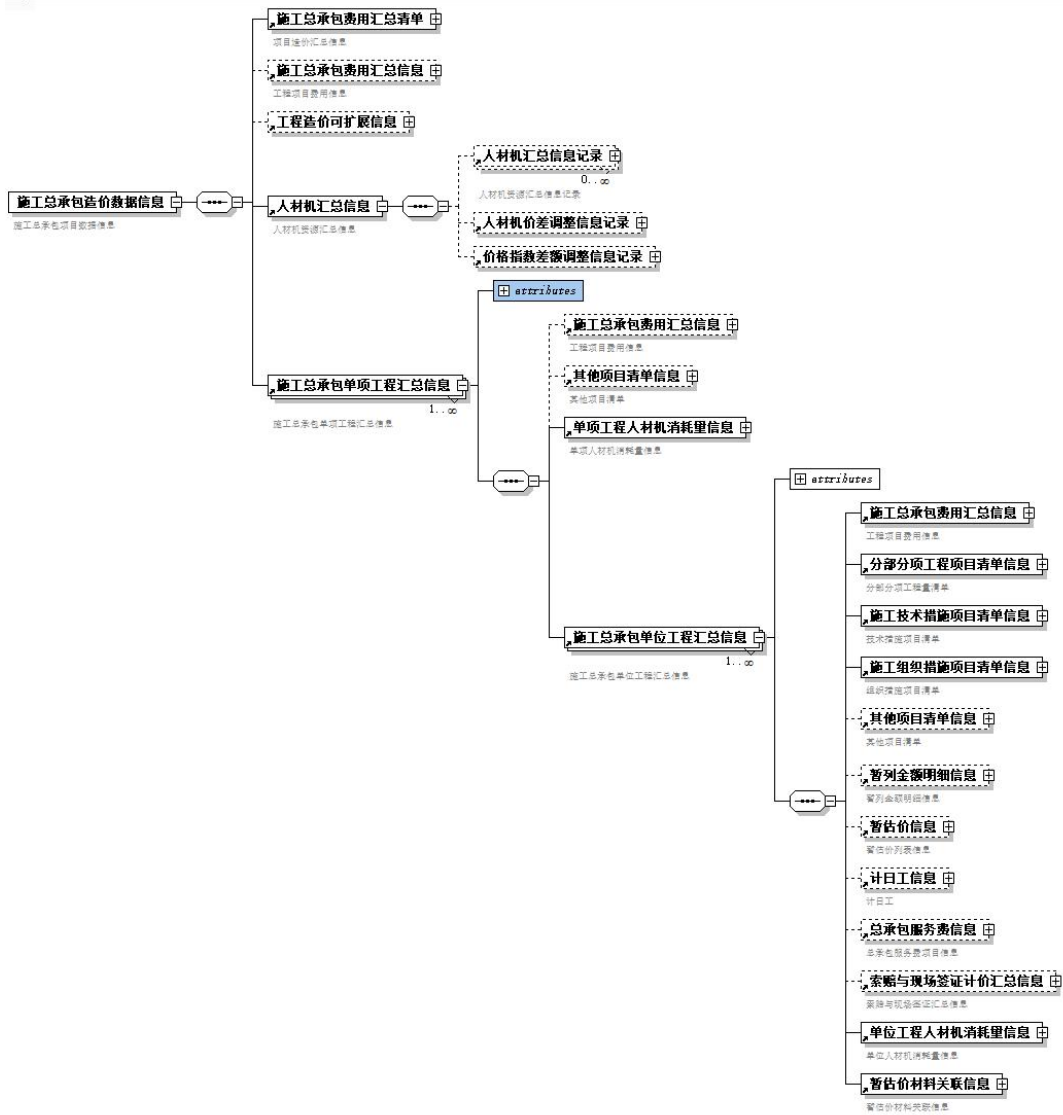 施工总承包费用汇总清单
项目造价汇总信息
施工总承包费用汇总信息
工程项目费用信息
工程造价可扩展信息
人材机汇总信息记录
0..∞
人材机资源汇总信息记录
施工总承包造价数据信息
施工总承包项目数据信息
人材机汇总信息
人材机资源汇总信息
人材机价差调整信息记录
价格指数差额调整信息记录
attributes
施工总承包费用汇总信息
工程项目费用信息
其他项目清单信息
其他项目清单
施工总承包单项工程汇总信息
1..∞
施工总承包单项工程汇总信息
单项工程人材机消耗量信息
单项人材机消耗量信息
attributes
施工总承包费用汇总信息
工程项目费用信息
分部分项工程项目清单信息
分部分项工程量清单
施工技术措施项目清单信息
技术措施项目清单
施工总承包单位工程汇总信息
1..∞
施工总承包单位工程汇总信息
施工组织措施项目清单信息
组织措施项目清单
其他项目清单信息
其他项目清单
暂列金额明细信息
暂列金额明细信息
暂估价信息
暂估价列表信息
计日工信息
计日工
总承包服务费信息
总承包服务费项目信息
索赔与现场签证计价汇总信息
索赔与现场签证汇总信息
单位工程人材机消耗量信息
单位人材机消耗量信息
暂估价材料关联信息
暂估价材料关联信息